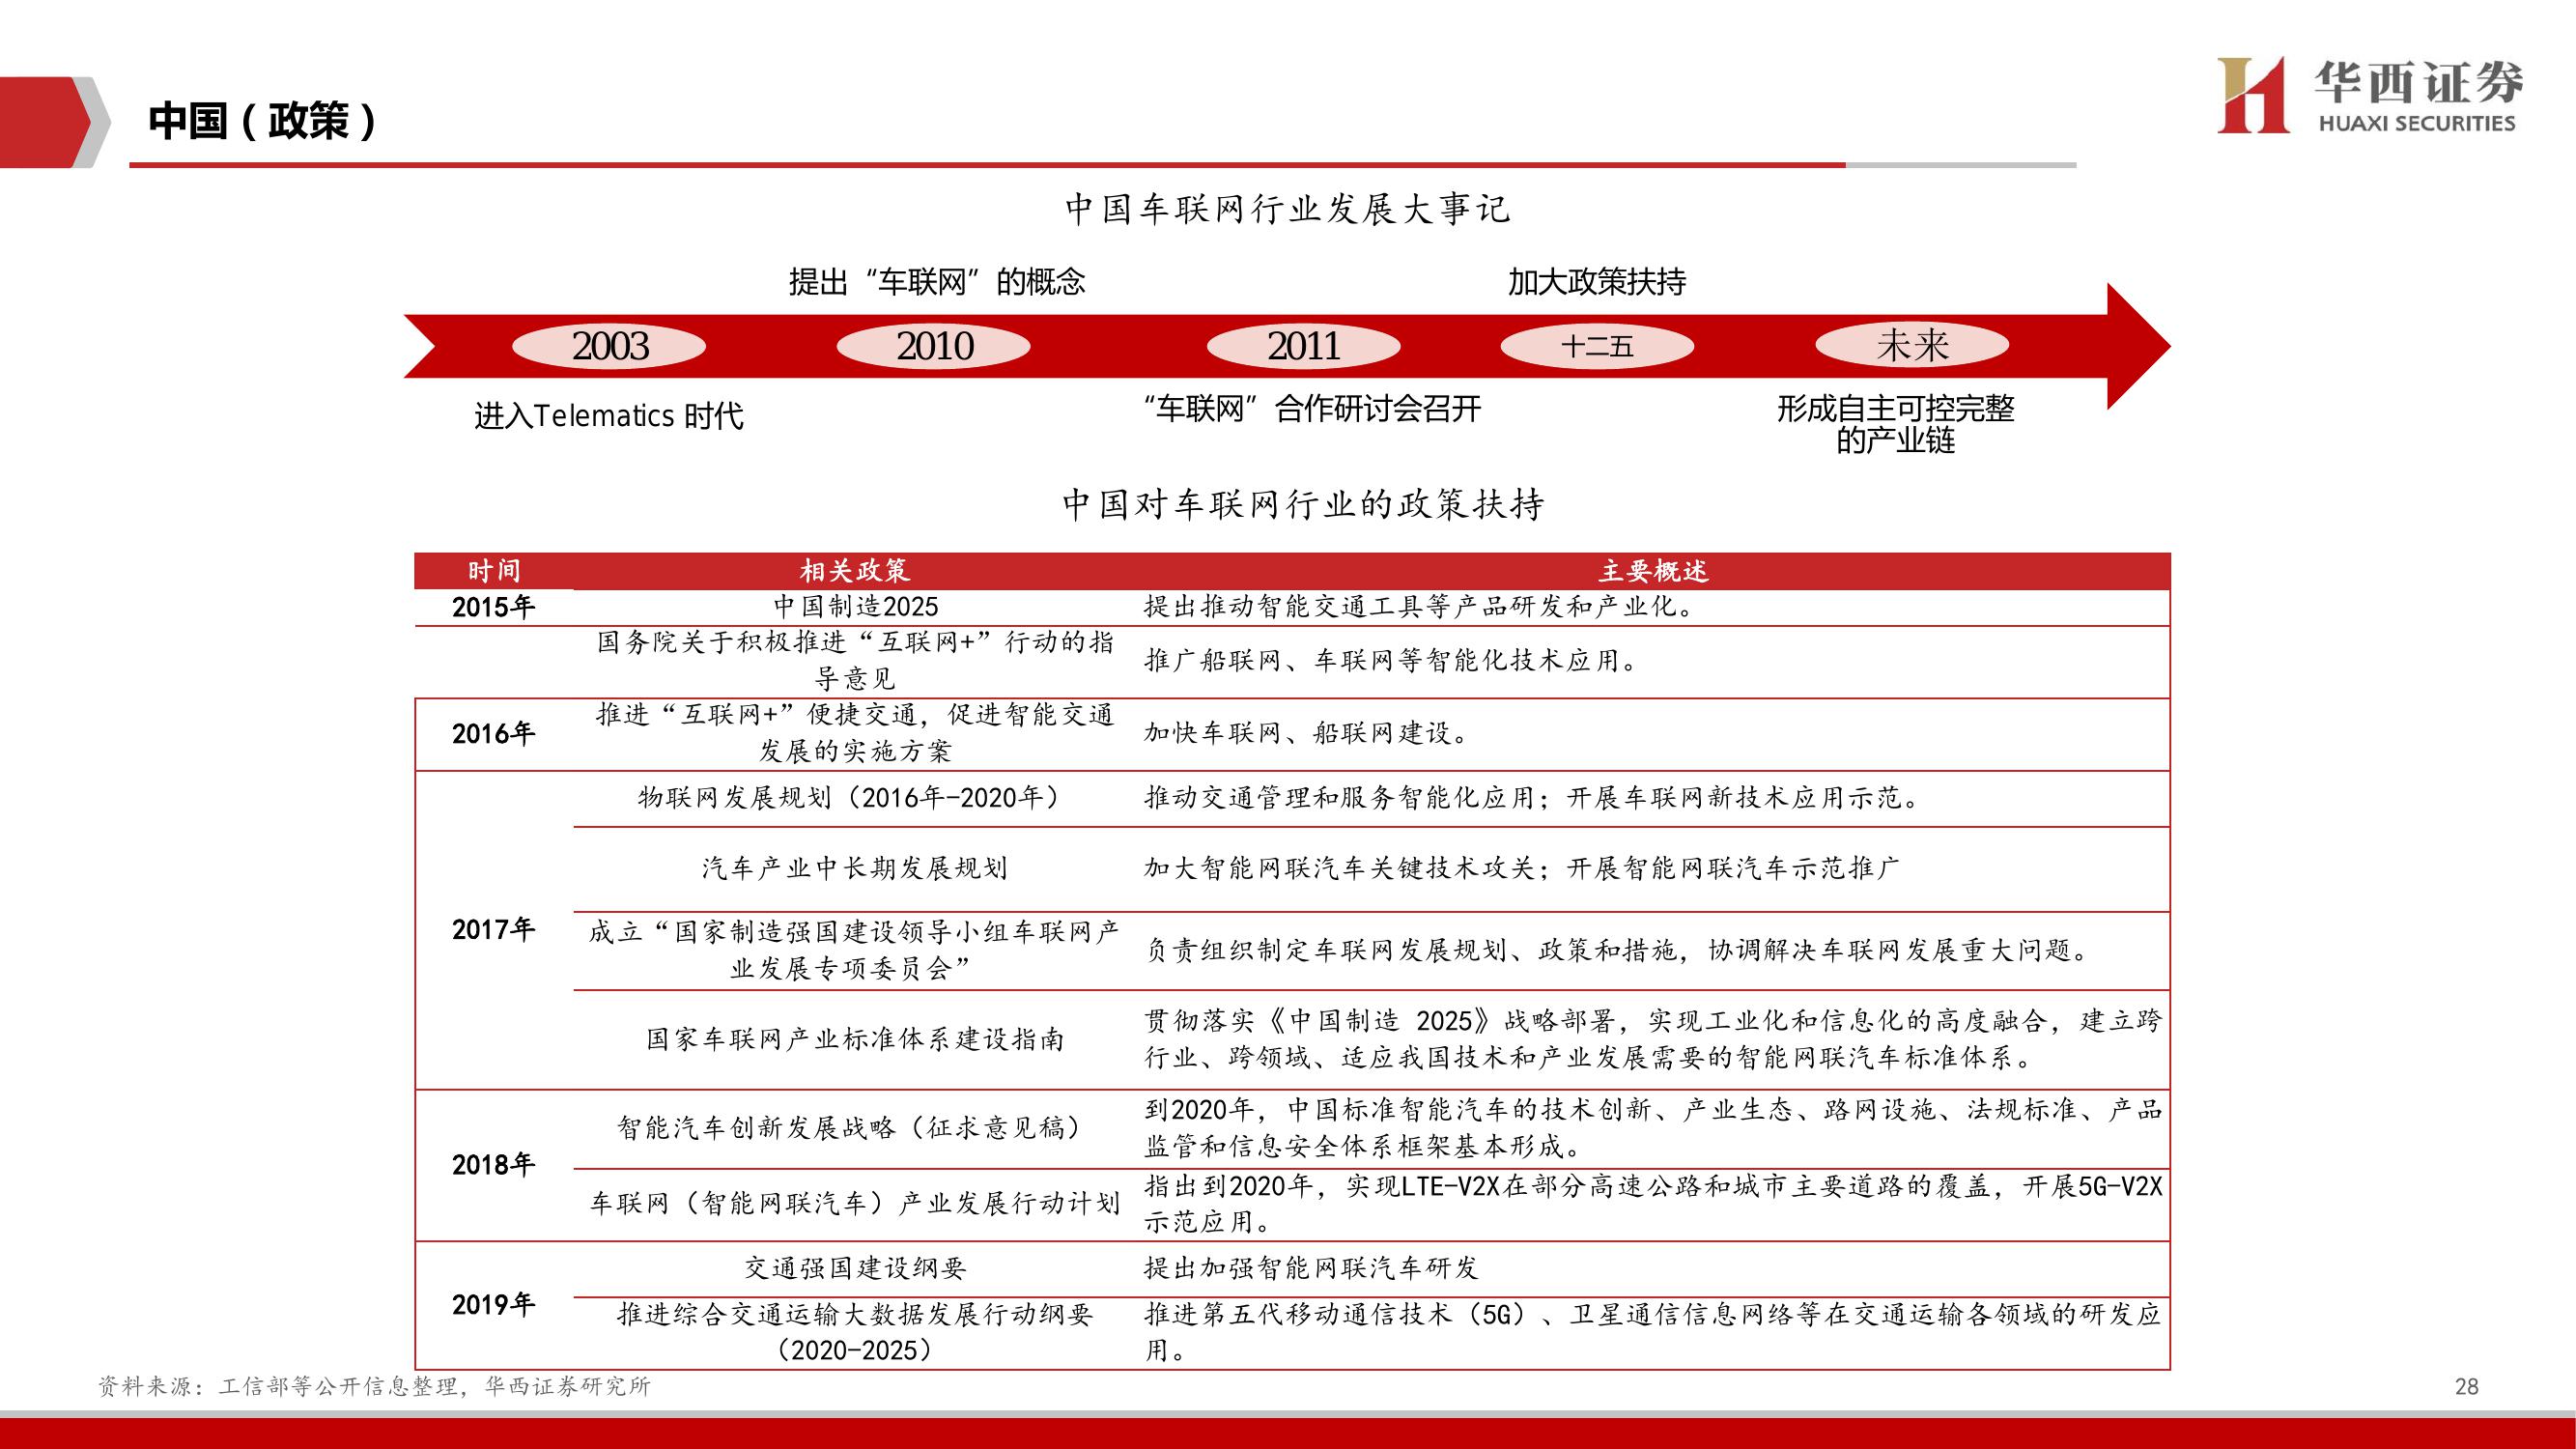 中国（政策）
华西证券
HUAXI SECURITIES
中国车联网行业发展大事记
提出“车联网”的概念
加大政策扶持
2003
2010
2011
十二五
未来
进入Telematics 时代
“车联网”合作研讨会召开
形成自主可控完整
的产业链
中国对车联网行业的政策扶持
时间
相关政策
主要概述
2015年
中国制造2025
提出推动智能交通工具等产品研发和产业化。
国务院关于积极推进“互联网+”行动的指
导意见
推广船联网、车联网等智能化技术应用。
2016年
推进“互联网+”便捷交通，促进智能交通
发展的实施方案
加快车联网、船联网建设。
2017年
物联网发展规划（2016年-2020年）
推动交通管理和服务智能化应用；开展车联网新技术应用示范。
汽车产业中长期发展规划
加大智能网联汽车关键技术攻关；开展智能网联汽车示范推广
成立“国家制造强国建设领导小组车联网产
业发展专项委员会”
负责组织制定车联网发展规划、政策和措施，协调解决车联网发展重大问题。
国家车联网产业标准体系建设指南
贯彻落实《中国制造 2025》战略部署，实现工业化和信息化的高度融合，建立跨
行业、跨领域、适应我国技术和产业发展需要的智能网联汽车标准体系。
2018年
智能汽车创新发展战略（征求意见稿）
到2020年，中国标准智能汽车的技术创新、产业生态、路网设施、法规标准、产品
监管和信息安全体系框架基本形成。
车联网（智能网联汽车）产业发展行动计划
指出到2020年，实现LTE-V2X在部分高速公路和城市主要道路的覆盖，开展5G-V2X
示范应用。
2019年
交通强国建设纲要
提出加强智能网联汽车研发
推进综合交通运输大数据发展行动纲要
（2020-2025）
推进第五代移动通信技术（5G）、卫星通信信息网络等在交通运输各领域的研发应
用。
资料来源：工信部等公开信息整理，华西证券研究所
28